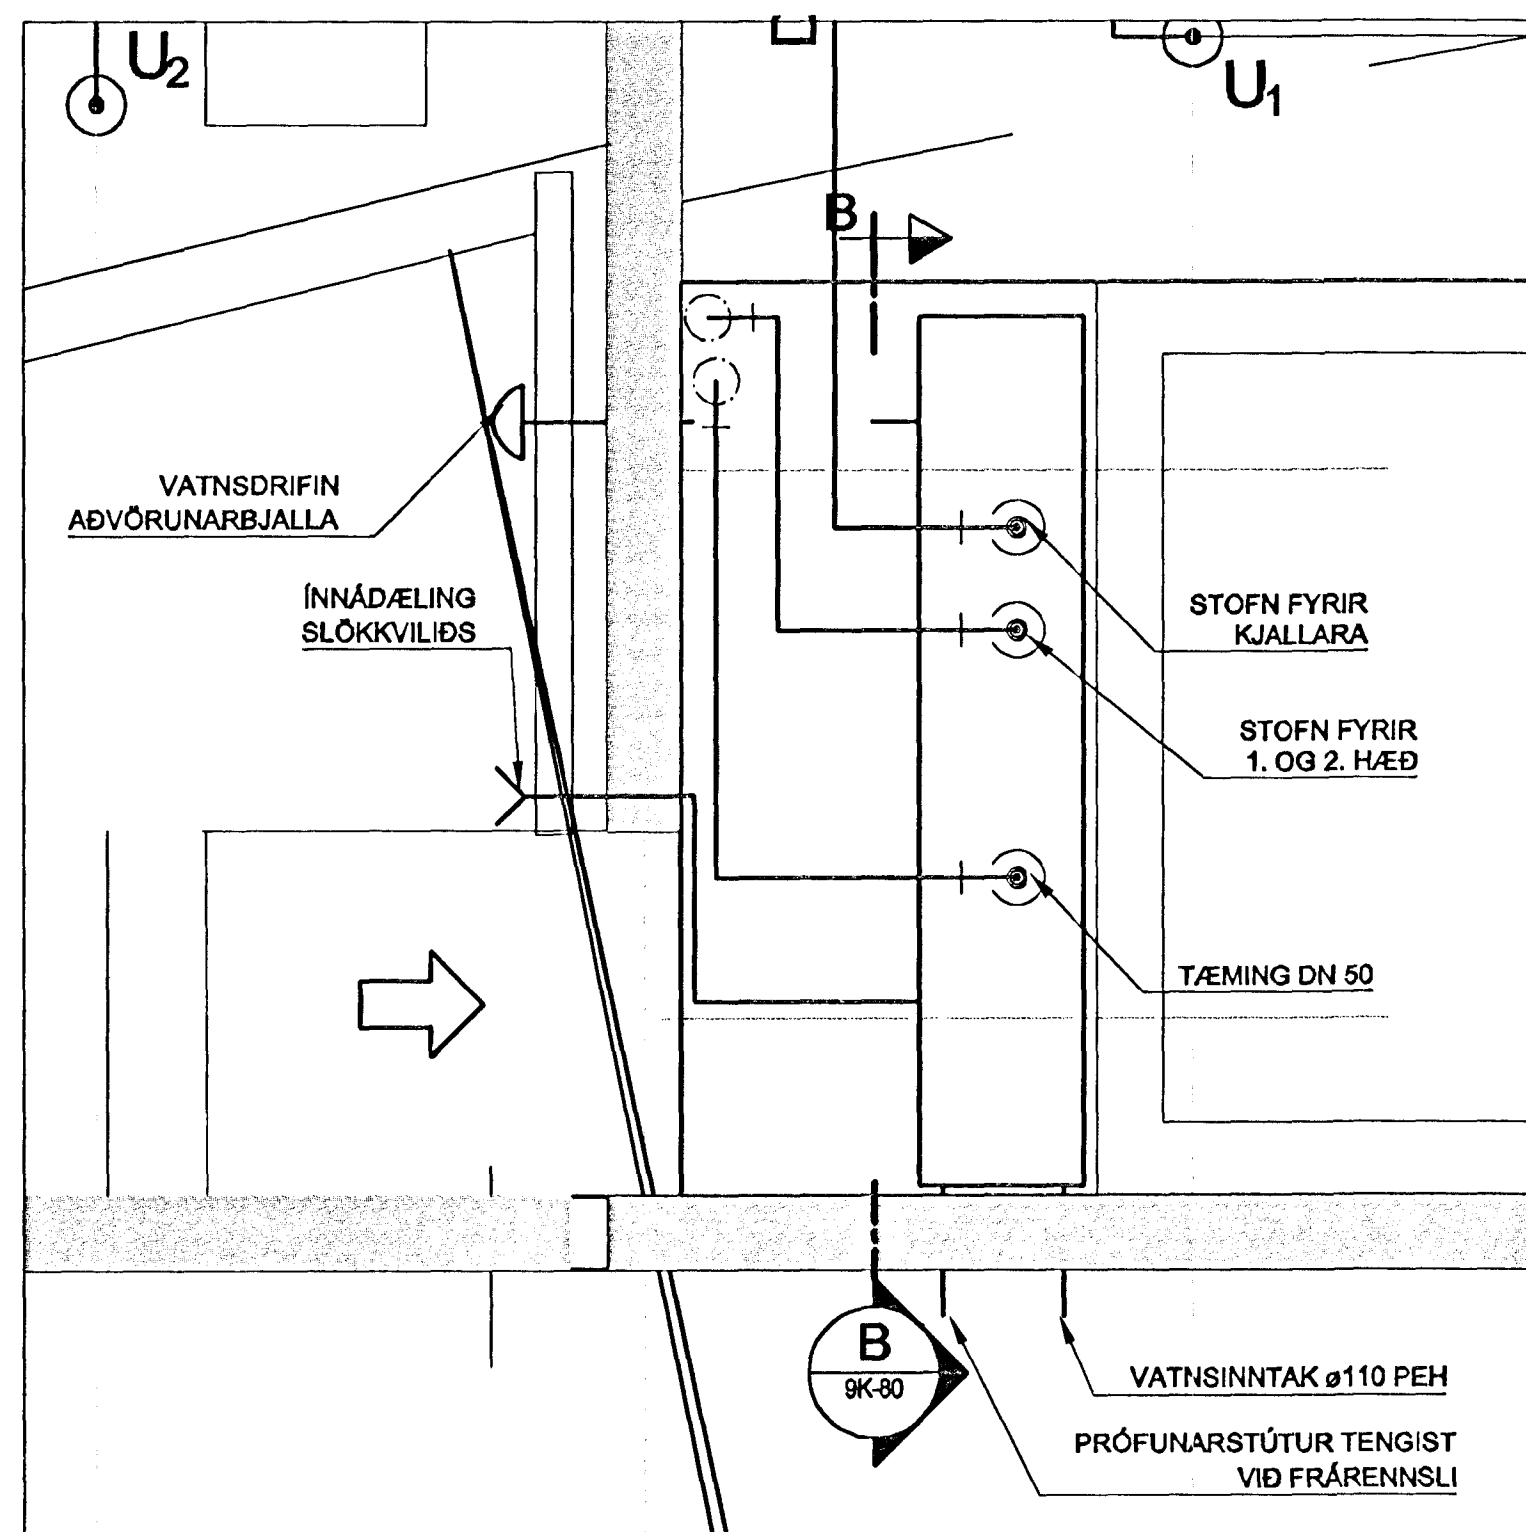 U2
U1
B
VATNSDRIFIN
AÐVÖRUNARBJALLA
ÍNNÁDÆLING
SLÖKKVILIÐS
STOFN FYRIR
KJALLARA
STOFN FYRIR
1. OG 2. HÆÐ
TÆMING DN 50
B
9K-80
VATNSINNTAK ø110 PEH
PRÓFUNARSTÚTUR TENGIST
VIÐ FRÁRENNSLI